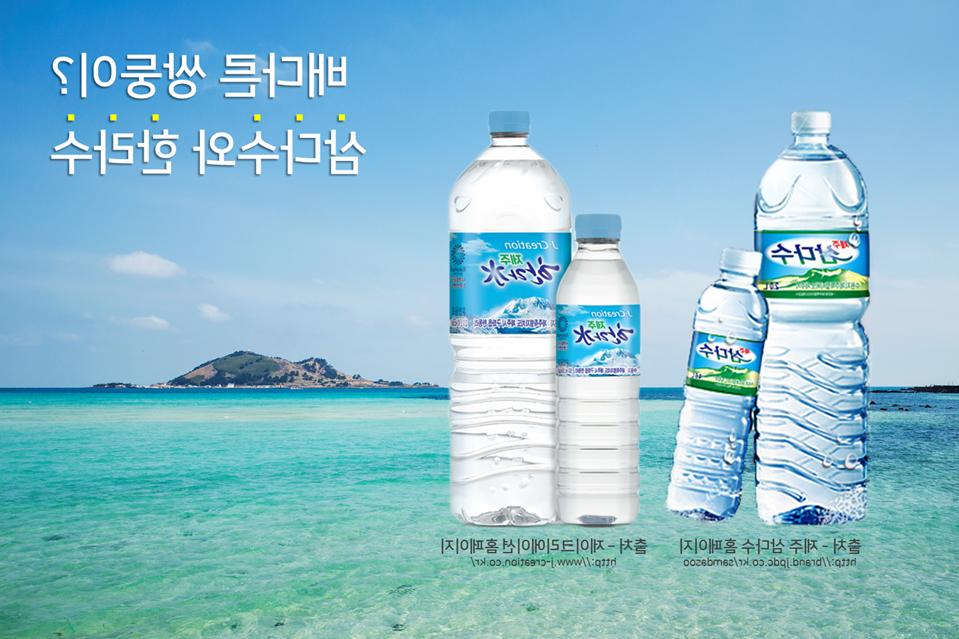 배다른 쌍둥이?
삼다수와 한라수
J Creation
제주
한라水
J Creation
제주
한라水
제주
삼다수
2.0L
삼다수
출처 - 제이크리에이션 홈페이지
http://www.j-creation.co.kr/
출처 - 제주 삼다수 홈페이지
http://brand.jpdc.co.kr/samdasoo